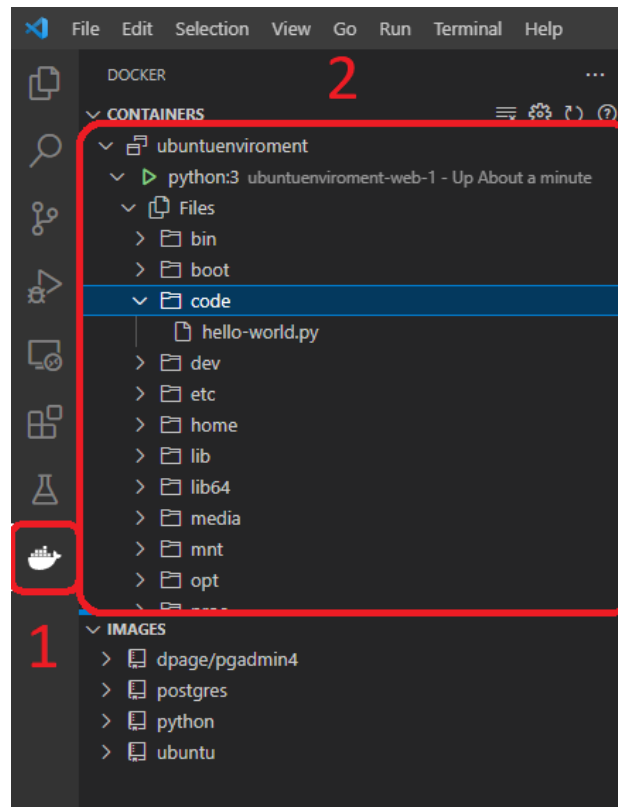 File Edit Selection View Go Run Terminal Help
DOCKER
2
CONTAINERS
ubuntuenviroment
python:3 ubuntuenviroment-web-1 - Up About a minute
Files
bin
boot
code
hello-world.py
dev
etc
home
lib
lib64
media
mnt
opt
1
IMAGES
dpage/pgadmin4
postgres
python
ubuntu